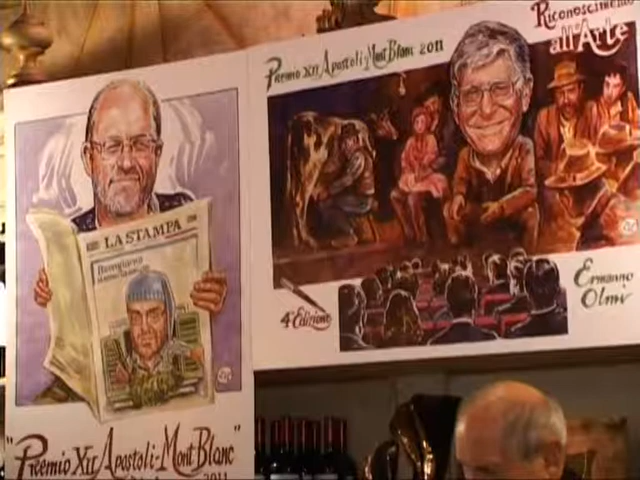 LA STAMPA
"Premio XII Apostoli-Mont Blanc"
2011
Premio XII Apostoli-Mont Blanc 2011
Riconoscimento
all'Arte
4ª Edizione
Ermanno
Olmi